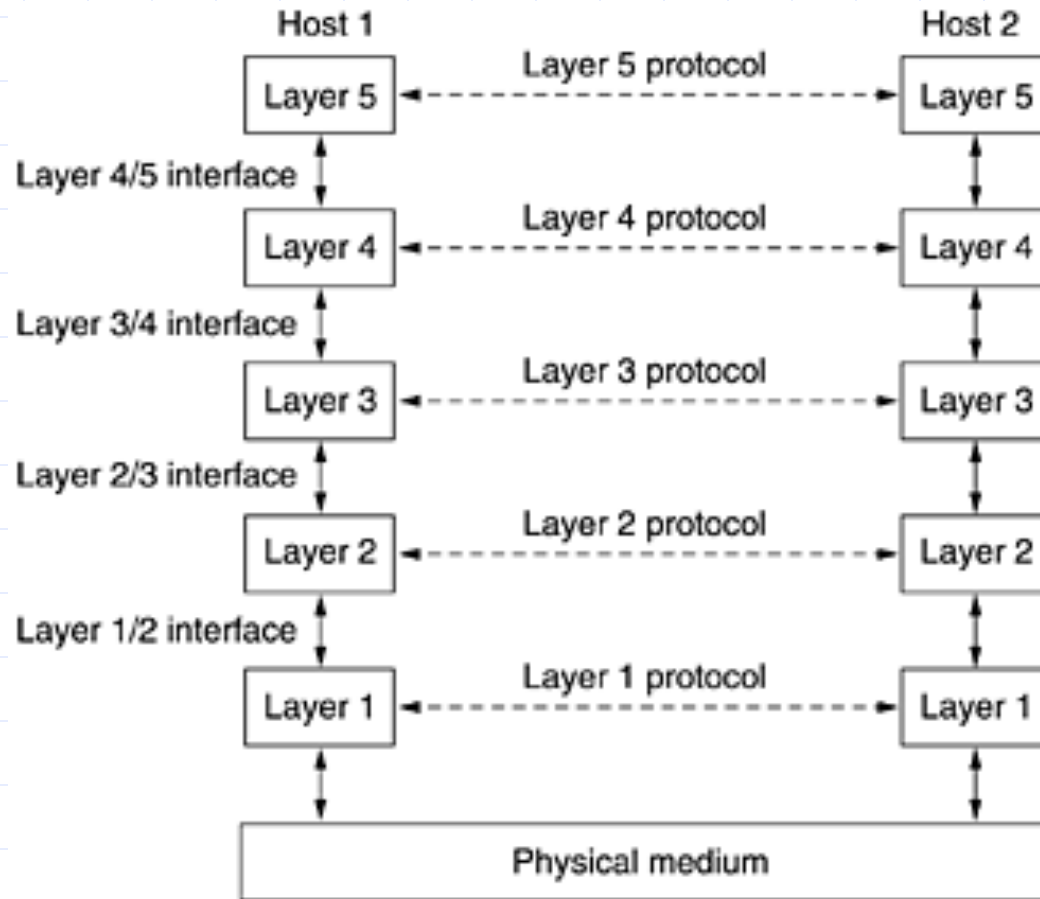 Host 1
Host 2
Layer 5 protocol
Layer 5
Layer 5
Layer 4/5 interface
Layer 4 protocol
Layer 4
Layer 4
Layer 3/4 interface
Layer 3 protocol
Layer 3
Layer 3
Layer 2/3 interface
Layer 2 protocol
Layer 2
Layer 2
Layer 1/2 interface
Layer 1 protocol
Layer 1
Layer 1
Physical medium